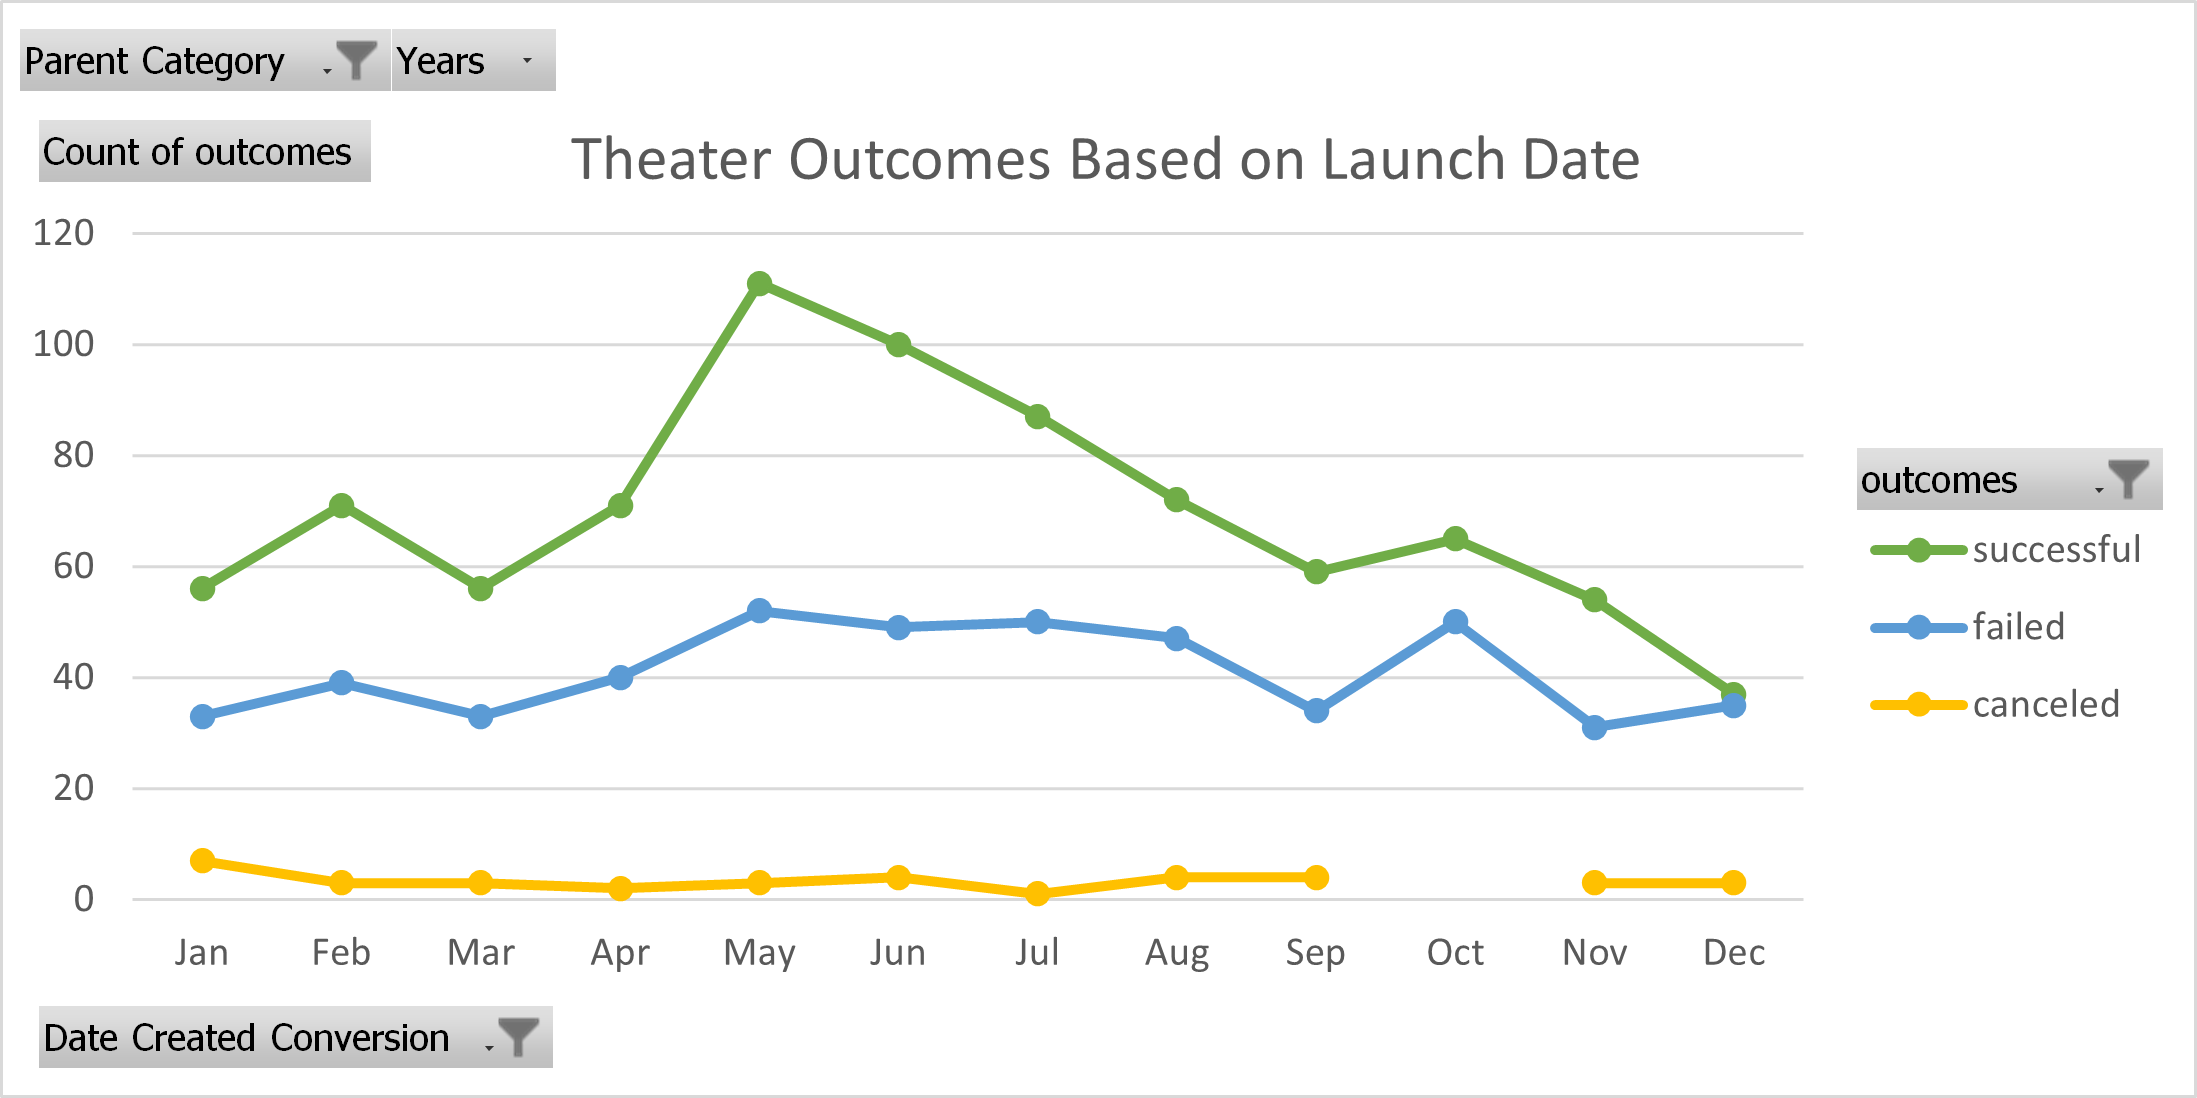 Parent Category Years
Count of outcomes
Theater Outcomes Based on Launch Date
120
100
80
60
40
20
0
Jan Feb Mar Apr May Jun Jul Aug Sep Oct Nov Dec
outcomes
successful
failed
canceled
Date Created Conversion